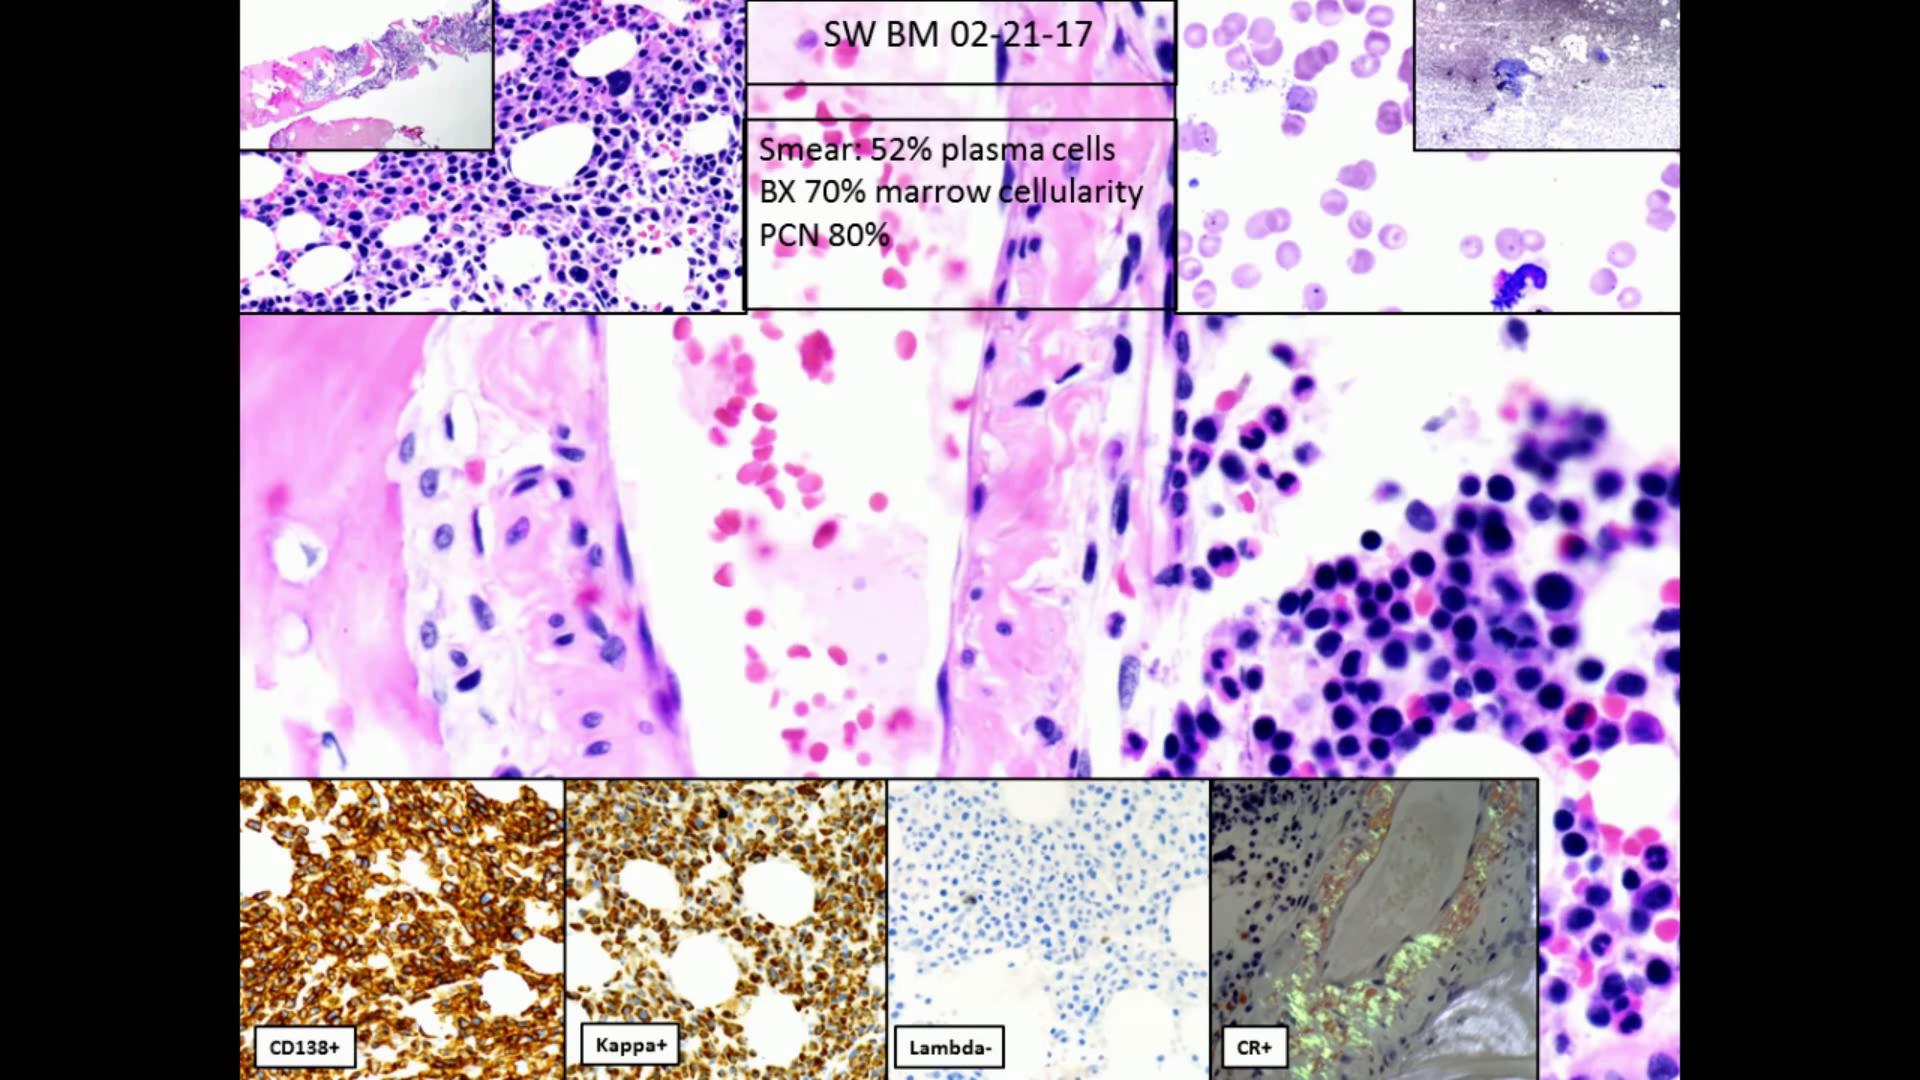 SW BM 02-21-17
Smear: 52% plasma cells
BX 70% marrow cellularity
PCN 80%
CD138+
Kappa+
Lambda-
CR+